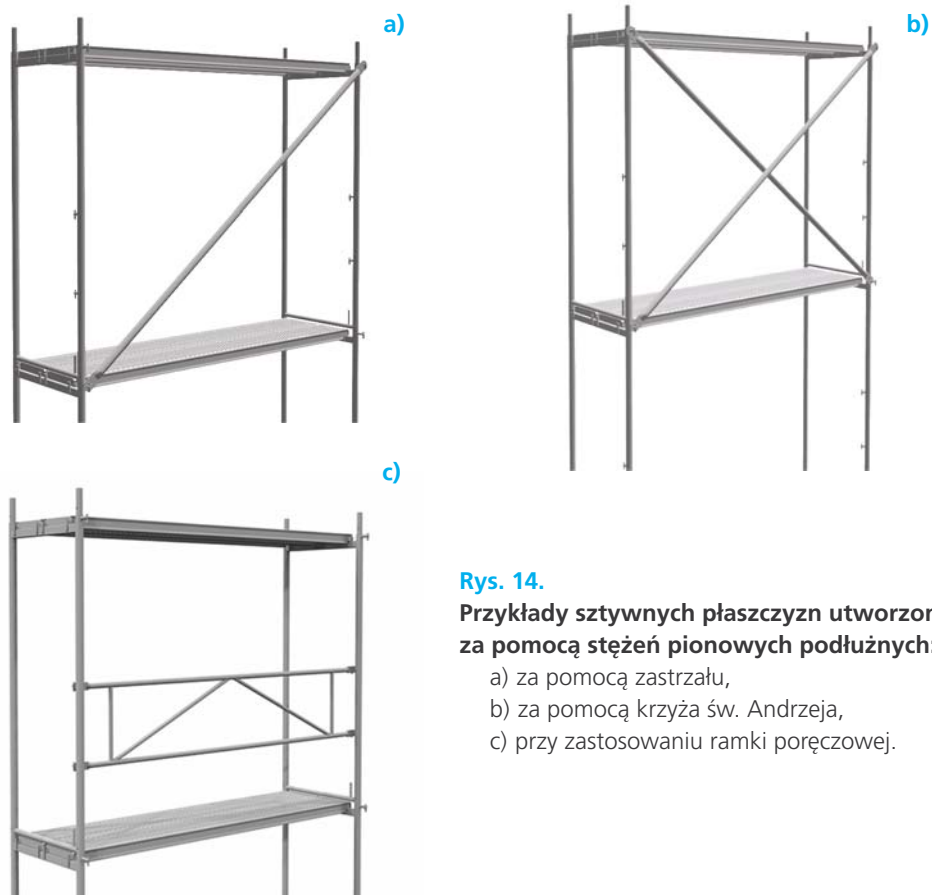 a)
b)
c)
Rys. 14.
Przykłady sztywnych płaszczyzn
za pomocą stężeń pionowych podłużnych:
a) za pomocą zastrzału,
b) za pomocą krzyża św. Andrzeja,
c) przy zastosowaniu ramki poręczowej.